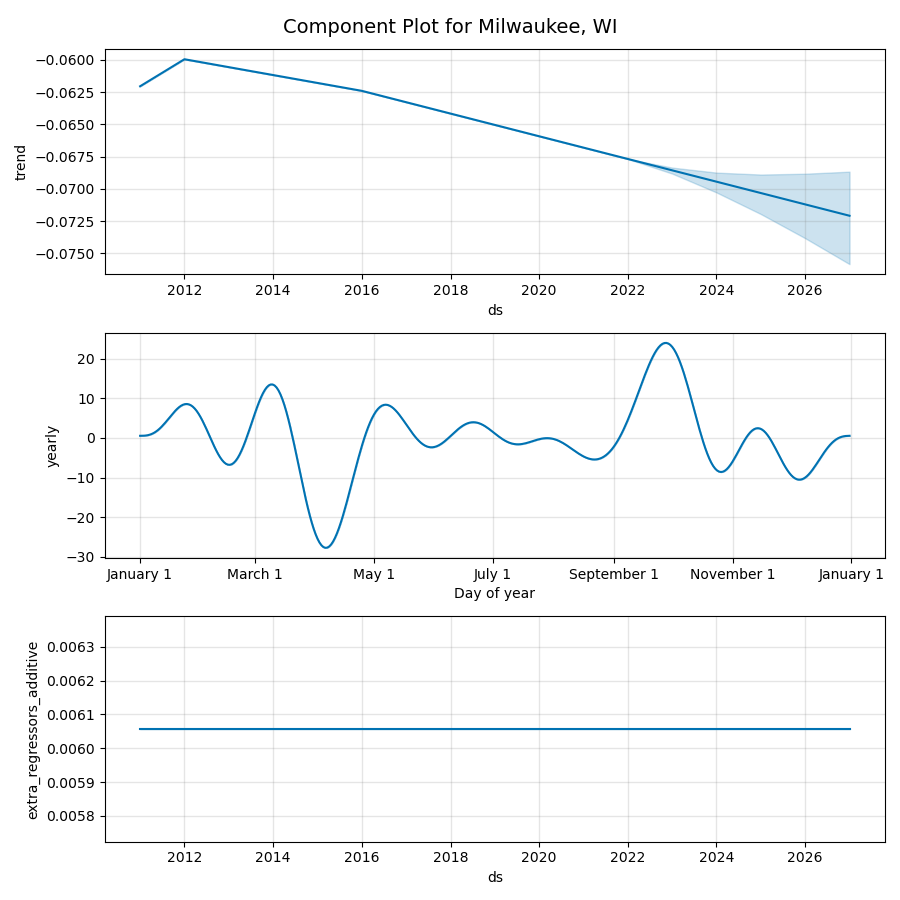 Component Plot for Milwaukee, WI
−0.0600
−0.0625
−0.0650
−0.0675
−0.0700
−0.0725
−0.0750
trend
2012 2014 2016 2018 2020 2022 2024 2026
ds
20
10
0
−10
−20
−30
yearly
January 1 March 1 May 1 July 1 September 1 November 1 January 1
Day of year
0.0063
0.0062
0.0061
0.0060
0.0059
0.0058
extra_regressors_additive
2012 2014 2016 2018 2020 2022 2024 2026
ds